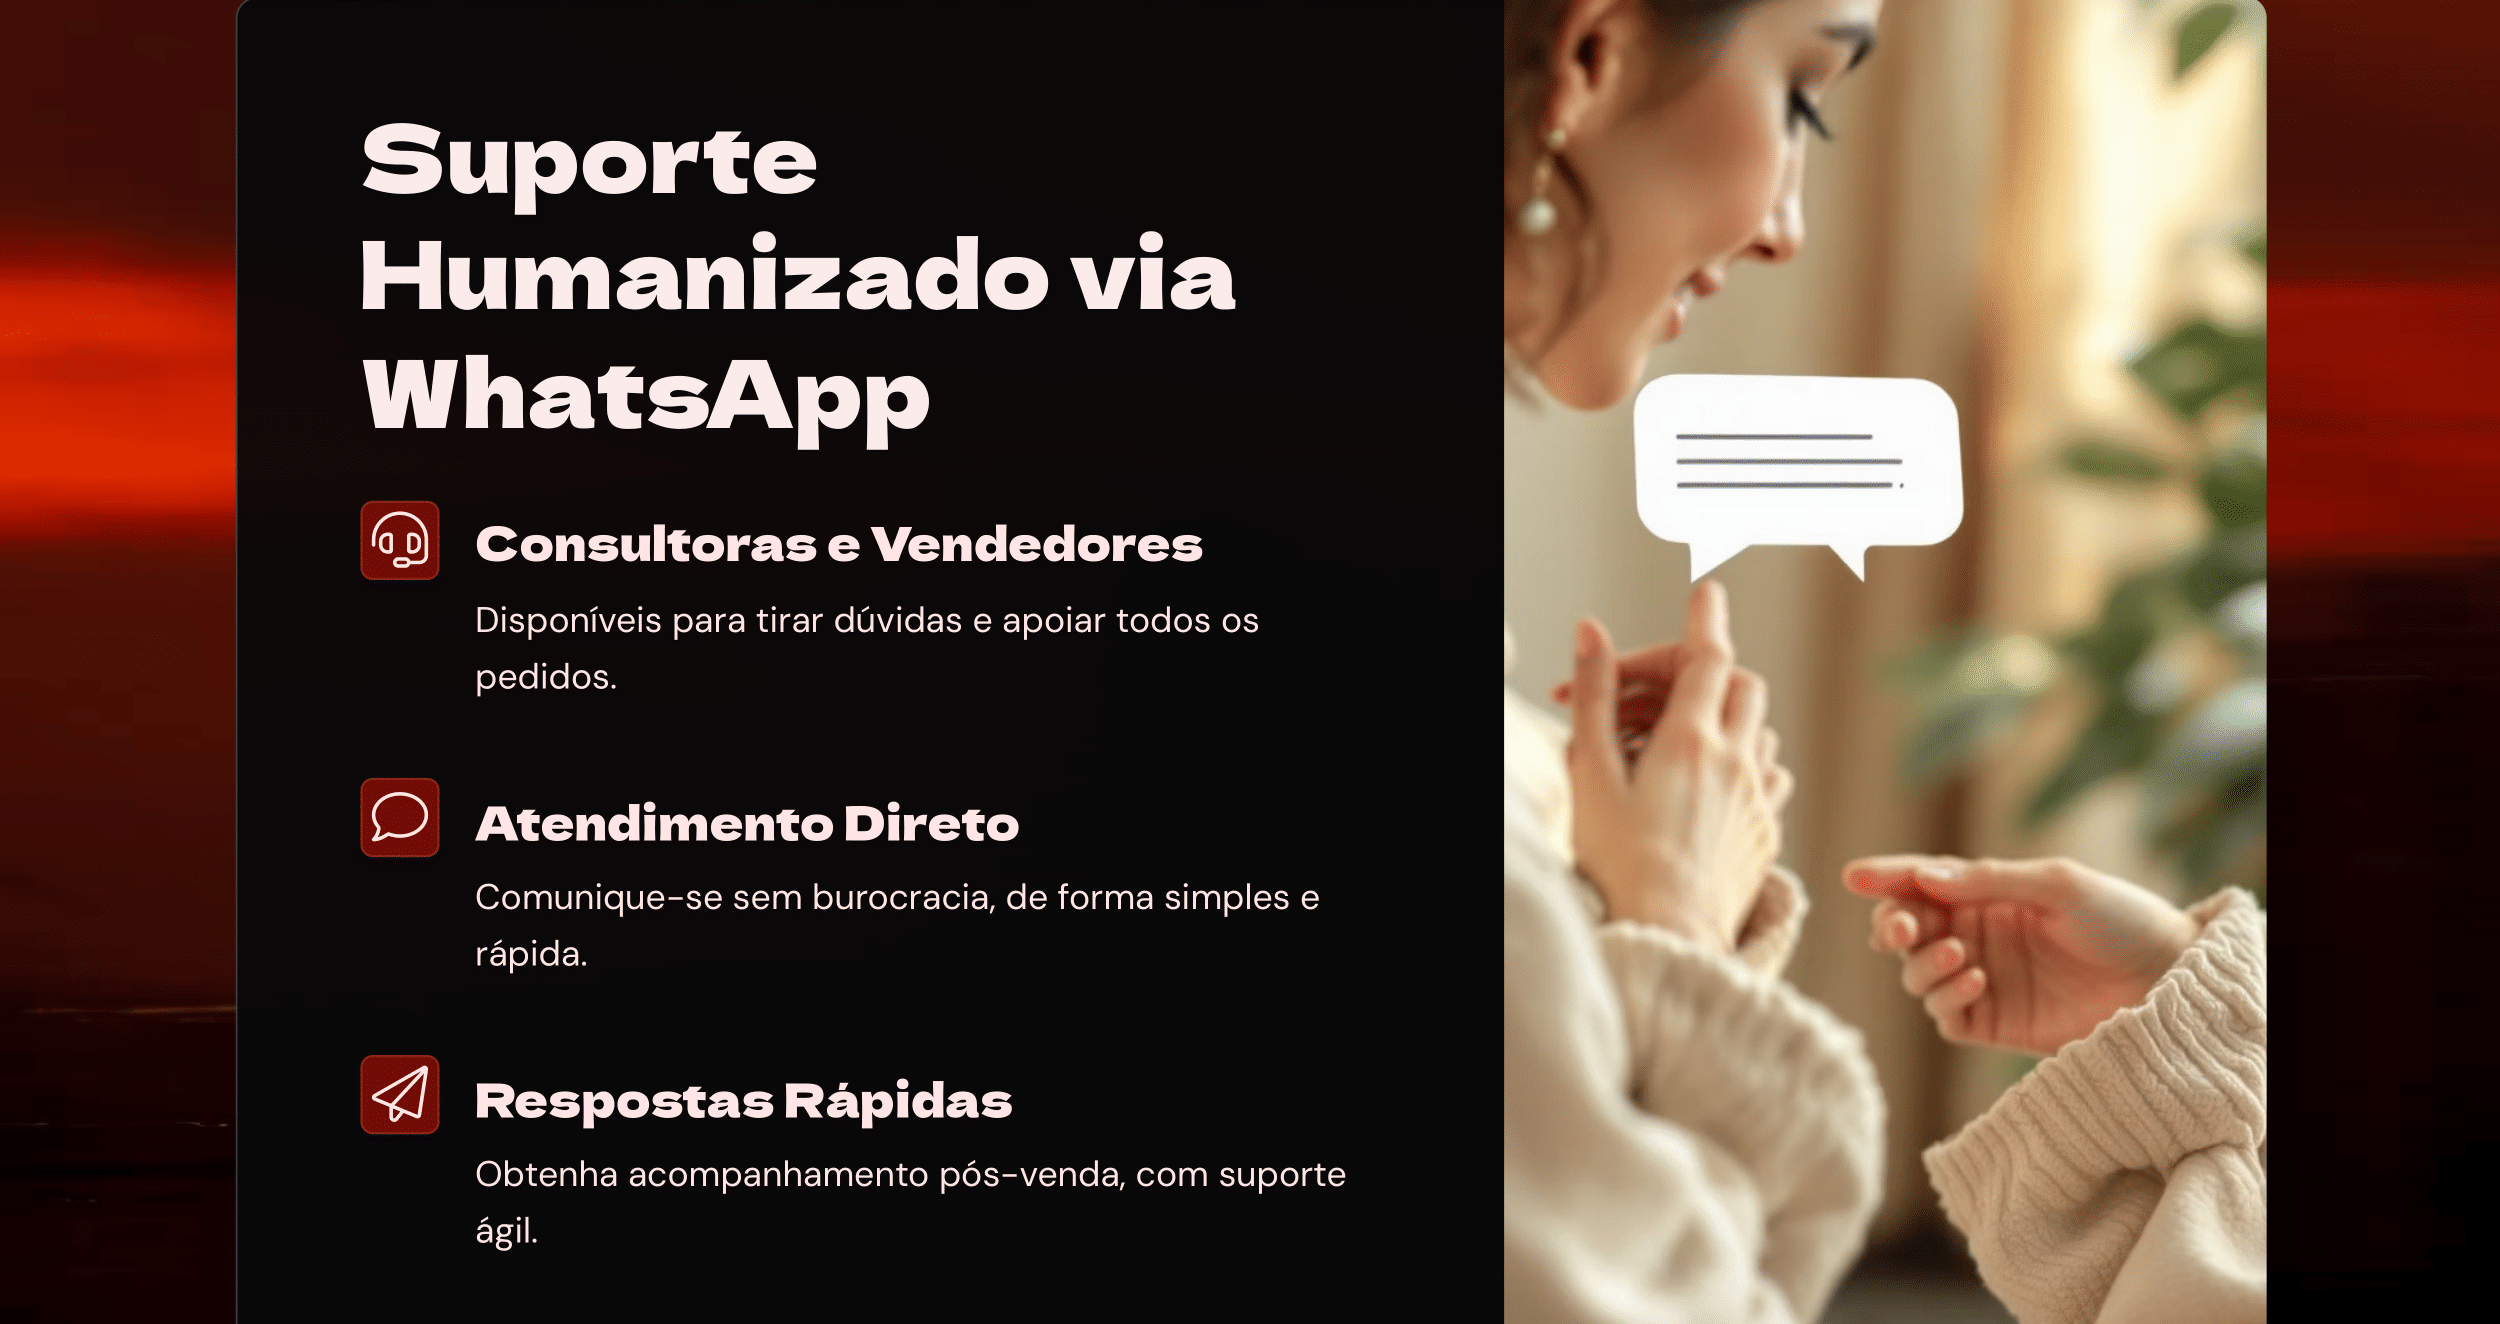 Suporte
Humanizado via
WhatsApp
Consultoras e Vendedores
Disponíveis para tirar dúvidas e apoiar todos os
pedidos.
Atendimento Direto
Comunique-se sem burocracia, de forma simples e
rápida.
Respostas Rápidas
Obtenha acompanhamento pós-venda, com suporte
ágil.